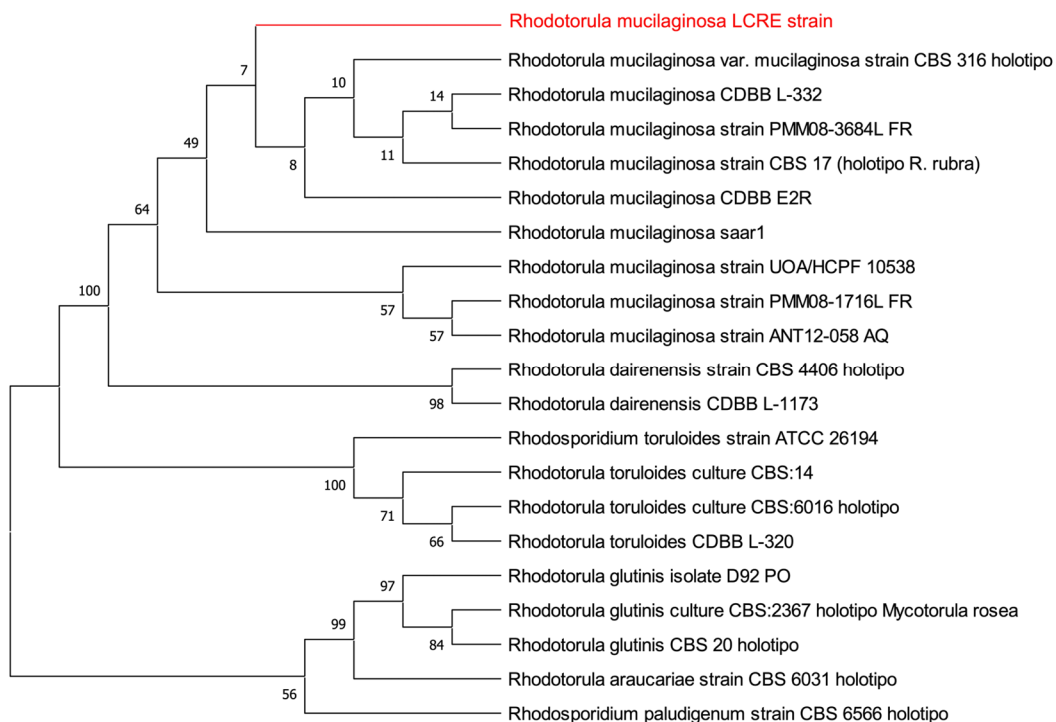 Rhodotorula mucilaginosa LCRE strain
Rhodotorula mucilaginosa var. mucilaginosa strain CBS 316 holotipo
7
10
Rhodotorula mucilaginosa CDBB L-332
14
Rhodotorula mucilaginosa strain PMM08-3684L FR
49
11
Rhodotorula mucilaginosa strain CBS 17 (holotipo R. rubra)
8
Rhodotorula mucilaginosa CDBB E2R
64
Rhodotorula mucilaginosa saar1
Rhodotorula mucilaginosa strain UOA/HCPF 10538
100
Rhodotorula mucilaginosa strain PMM08-1716L FR
57
57
Rhodotorula mucilaginosa strain ANT12-058 AQ
Rhodotorula dairenensis strain CBS 4406 holotipo
98
Rhodotorula dairenensis CDBB L-1173
Rhodosporidium toruloides strain ATCC 26194
Rhodotorula toruloides culture CBS:14
100
Rhodotorula toruloides culture CBS:6016 holotipo
71
66
Rhodotorula toruloides CDBB L-320
Rhodotorula glutinis isolate D92 PO
97
Rhodotorula glutinis culture CBS:2367 holotipo Mycotorula rosea
99
84
Rhodotorula glutinis CBS 20 holotipo
Rhodotorula araucariae strain CBS 6031 holotipo
56
Rhodosporidium paludigenum strain CBS 6566 holotipo